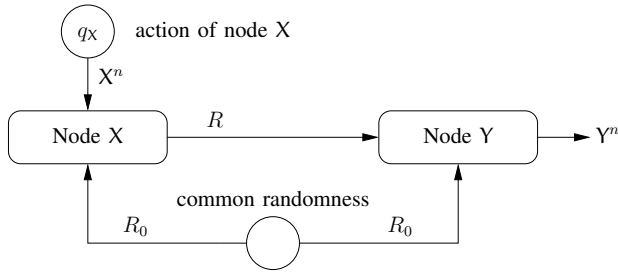 q_X action of node X
X^n
Node X R Node Y Y^n
common randomness
R_0 R_0